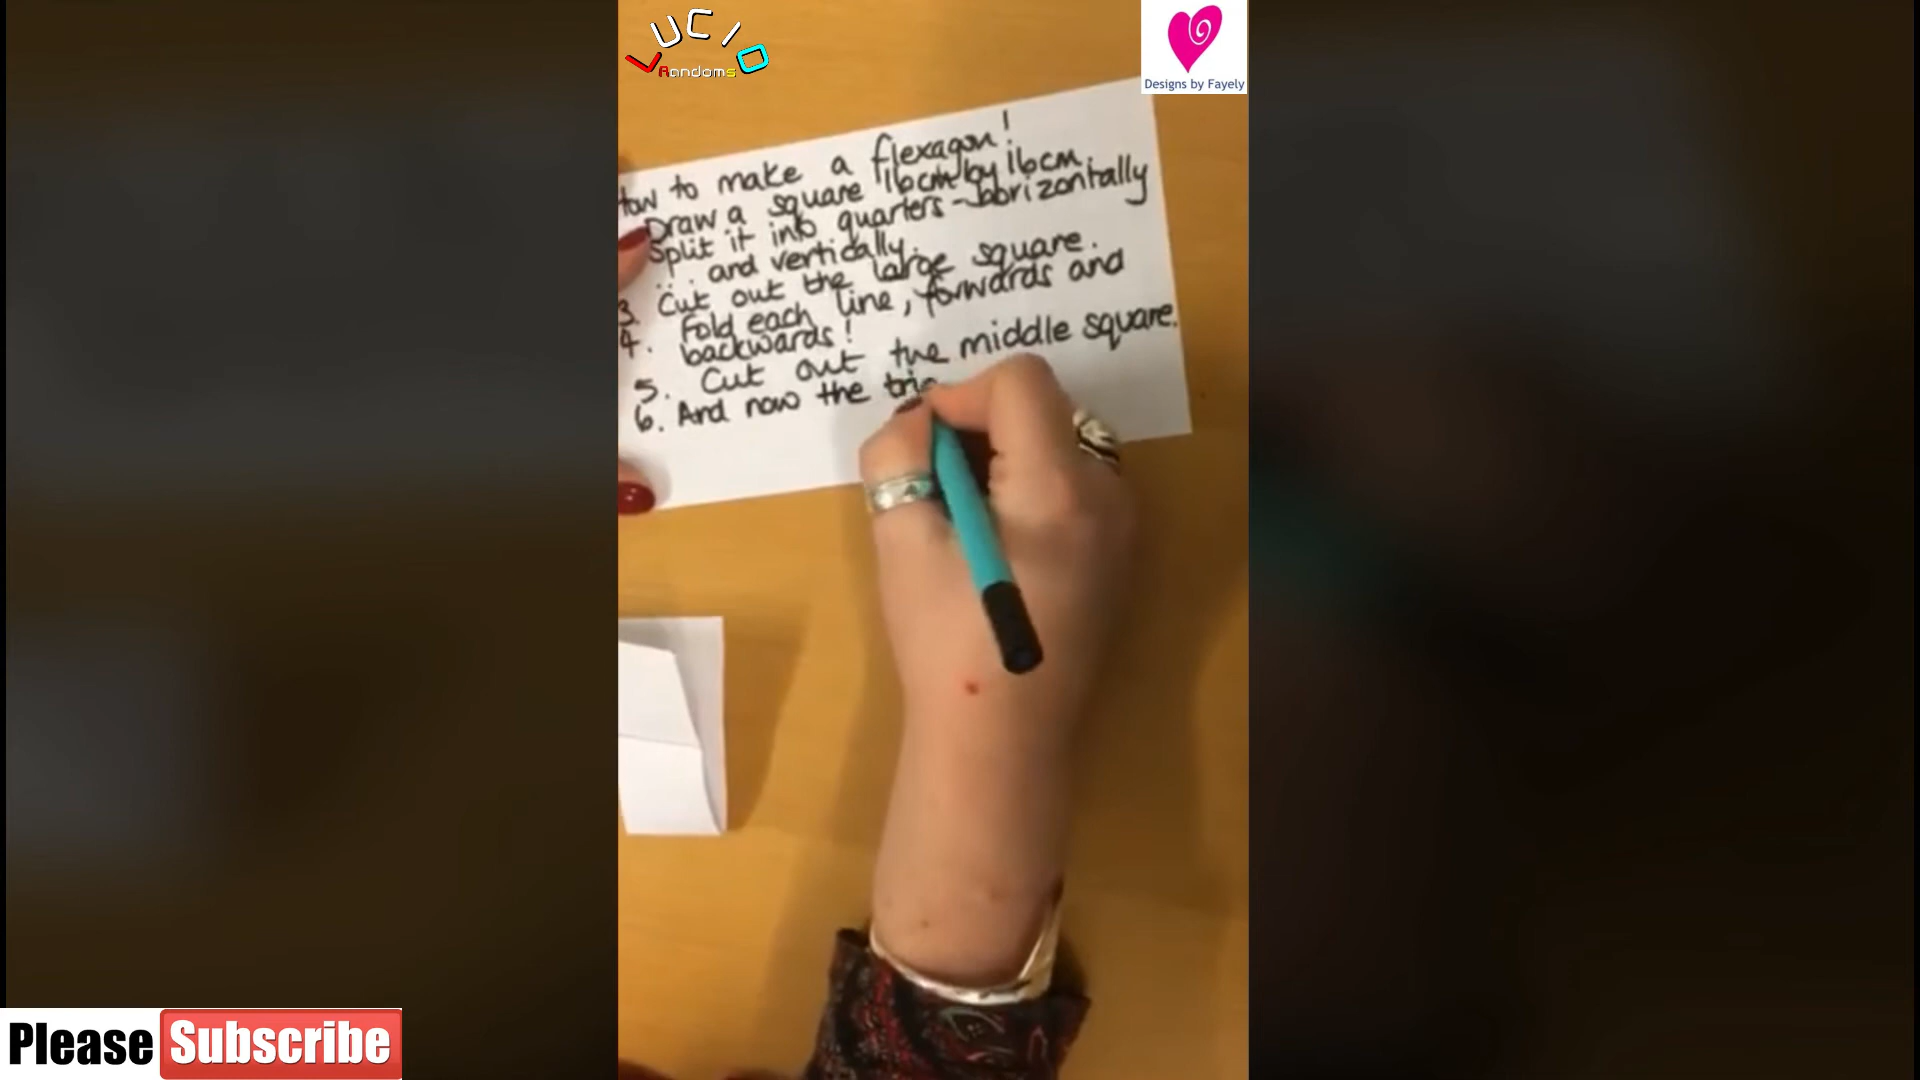 LUCIO
Randoms
Designs by Fayely
How to make a flexagon!
Draw a square 16cm by 16cm.
Split it into quarters - horizontally
... and vertically.
3. Cut out the large square.
4. Fold each line, forwards and
backwards!
5. Cut out the middle square.
6. And now the
Please Subscribe